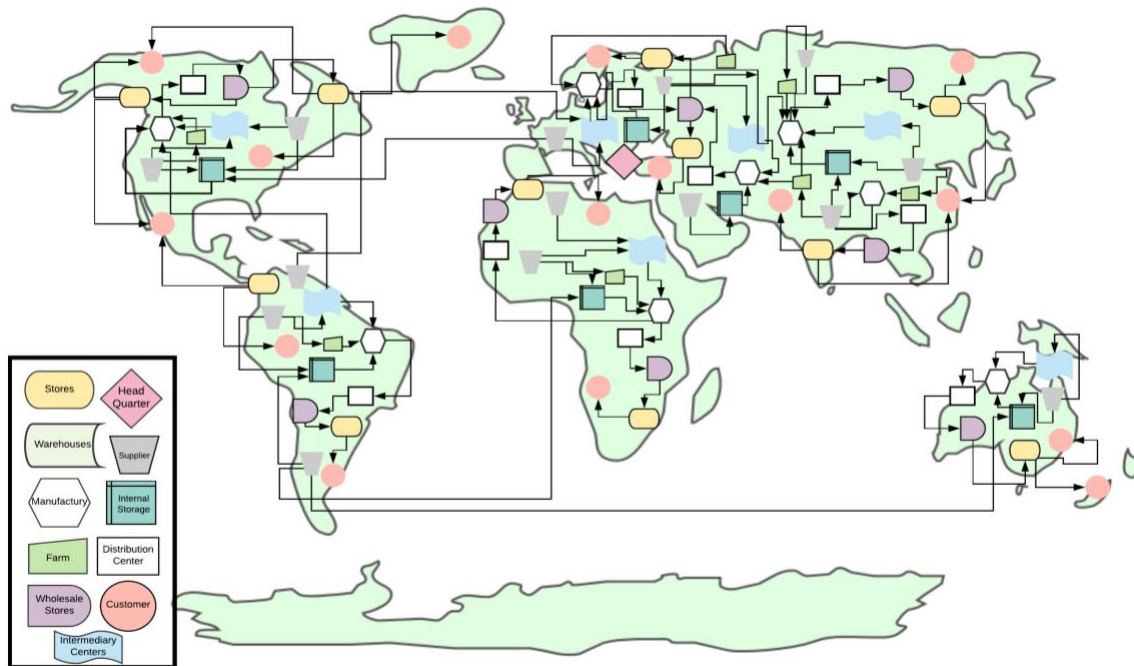 Stores
Head
Quarter
Warehouses
Supplier
Manufactury
Internal
Storage
Farm
Distribution
Center
Wholesale
Stores
Customer
Intermediary
Centers